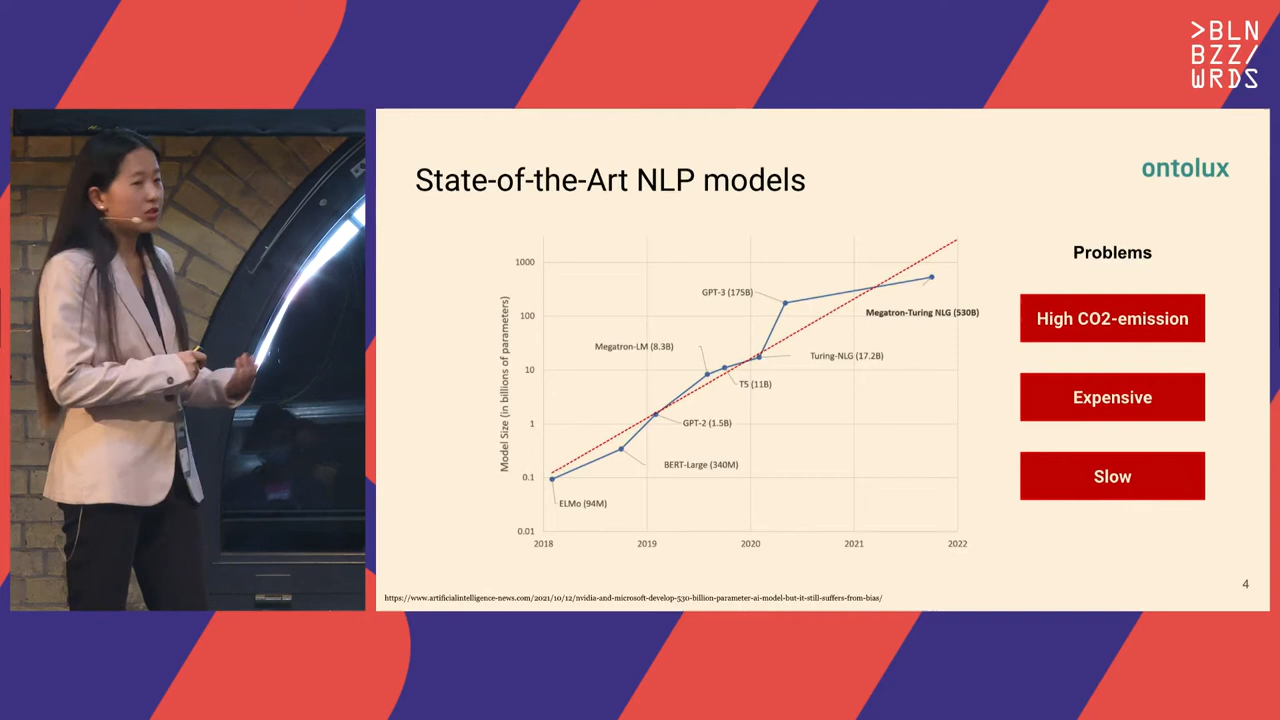 >BLN
BZZ/
WRDS
State-of-the-Art NLP models
ontolux
Problems
High CO2-emission
Expensive
Slow
Model Size (in billions of parameters)
1000
100
10
1
0.1
0.01
2018
2019
2020
2021
2022
GPT-3 (175B)
Megatron-Turing NLG (530B)
Megatron-LM (8.3B)
Turing-NLG (17.2B)
T5 (11B)
GPT-2 (1.5B)
BERT-Large (340M)
ELMo (94M)
4
https://www.artificialintelligence-news.com/2021/10/12/nvidia-and-microsoft-develop-530-billion-parameter-ai-model-but-it-still-suffers-from-bias/